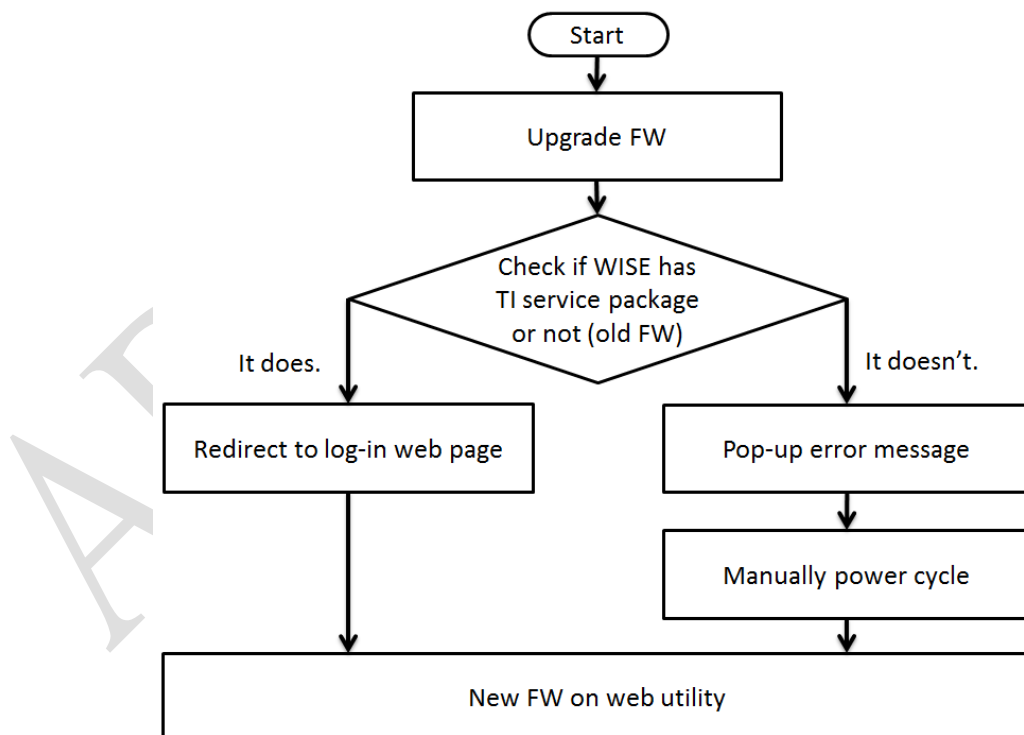 Start
Upgrade FW
Check if WISE has
TI service package
or not (old FW)
It does.
It doesn’t.
Redirect to log-in web page
Pop-up error message
Manually power cycle
New FW on web utility